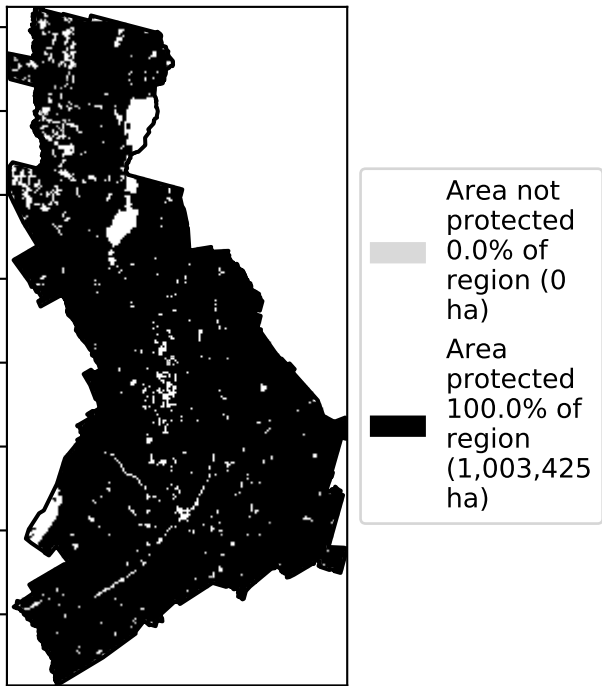 Area not
protected
0.0% of
region (0
ha)
Area
protected
100.0% of
region
(1,003,425
ha)